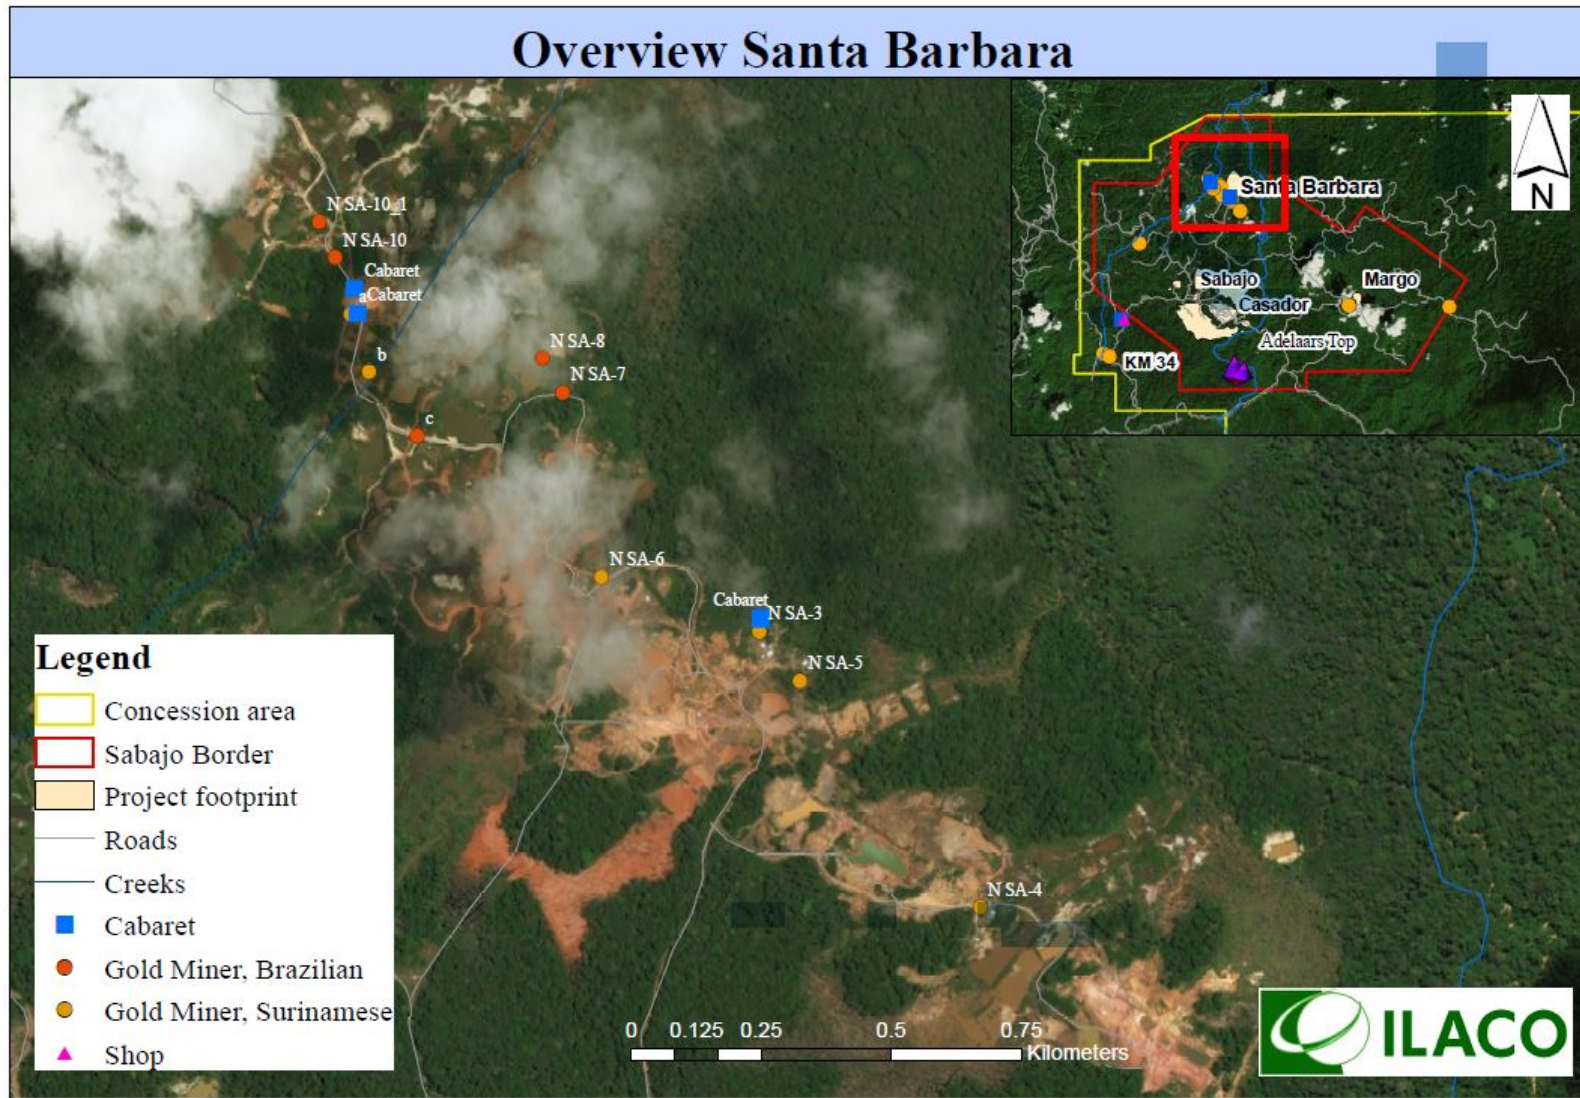 Overview Santa Barbara
N SA-10_1
N SA-10
Cabaret
a Cabaret
b
c
N SA-8
N SA-7
N SA-6
Cabaret
N SA-3
N SA-5
N SA-4
Santa Barbara
Sabajo
Margo
Casador
Adelaars Top
KM 34
N
Legend
Concession area
Sabajo Border
Project footprint
Roads
Creeks
Cabaret
Gold Miner, Brazilian
Gold Miner, Surinamese
Shop
0 0.125 0.25 0.5 0.75
Kilometers
ILACO